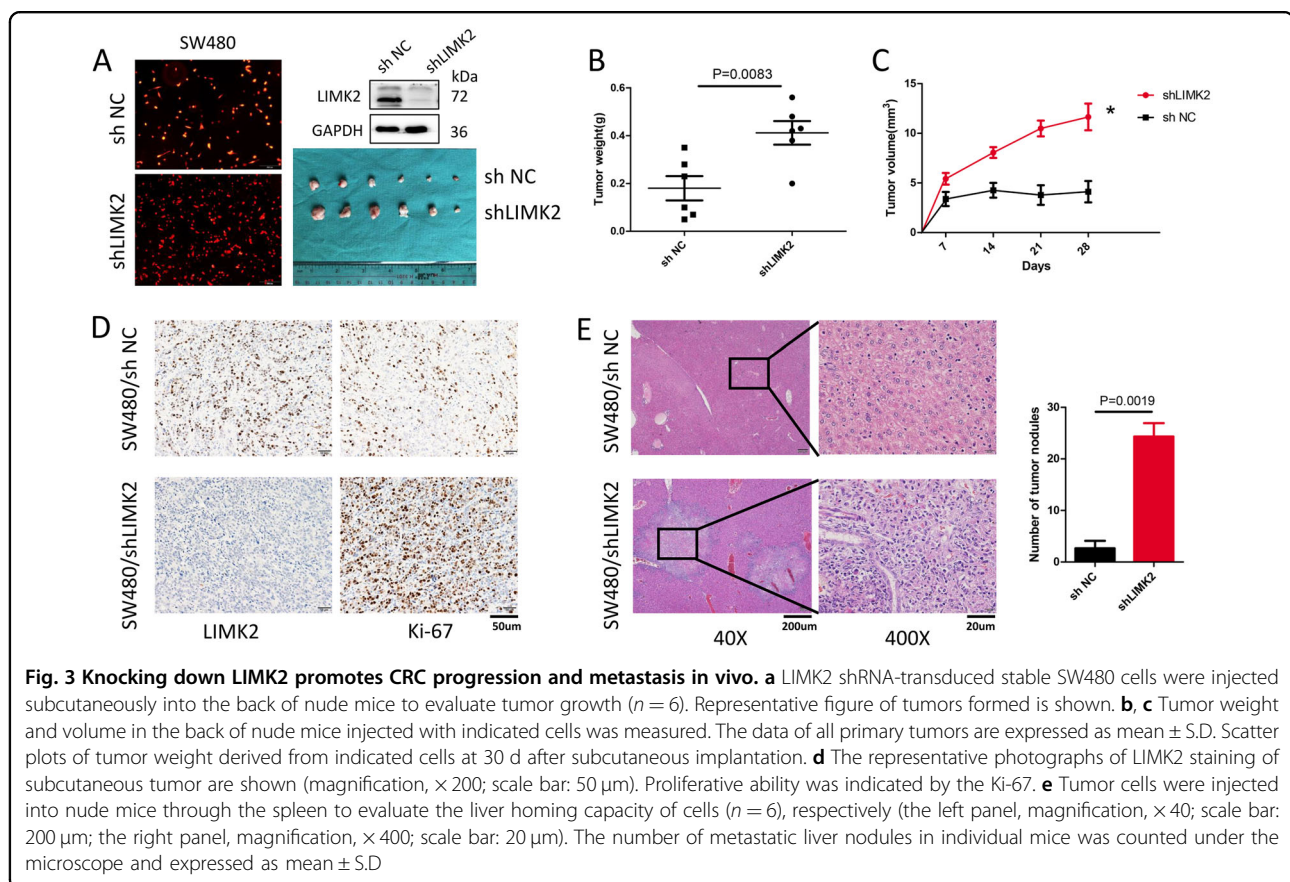 A
SW480
sh NC
shLIMK2
sh NC
shLIMK2
kDa
LIMK2
72
GAPDH
36
sh NC
shLIMK2
B
P=0.0083
Tumor weight(g)
0.6
0.4
0.2
0.0
sh NC
shLIMK2
C
shLIMK2
sh NC
*
Tumor volume(mm³)
15
10
5
0
7
14
21
28
Days
D
SW480/sh NC
SW480/shLIMK2
LIMK2
Ki-67
50um
E
SW480/sh NC
SW480/shLIMK2
40X
200um
400X
20um
P=0.0019
Number of tumor nodules
30
20
10
0
sh NC
shLIMK2
Fig. 3 Knocking down LIMK2 promotes CRC progression and metastasis in vivo. a LIMK2 shRNA-transduced stable SW480 cells were injected
subcutaneously into the back of nude mice to evaluate tumor growth (n = 6). Representative figure of tumors formed is shown. b, c Tumor weight
and volume in the back of nude mice injected with indicated cells was measured. The data of all primary tumors are expressed as mean ± S.D. Scatter
plots of tumor weight derived from indicated cells at 30 d after subcutaneous implantation. d The representative photographs of LIMK2 staining of
subcutaneous tumor are shown (magnification, × 200; scale bar: 50 μm). Proliferative ability was indicated by the Ki-67. e Tumor cells were injected
into nude mice through the spleen to evaluate the liver homing capacity of cells (n = 6), respectively (the left panel, magnification, × 40; scale bar:
200 μm; the right panel, magnification, × 400; scale bar: 20 μm). The number of metastatic liver nodules in individual mice was counted under the
microscope and expressed as mean ± S.D